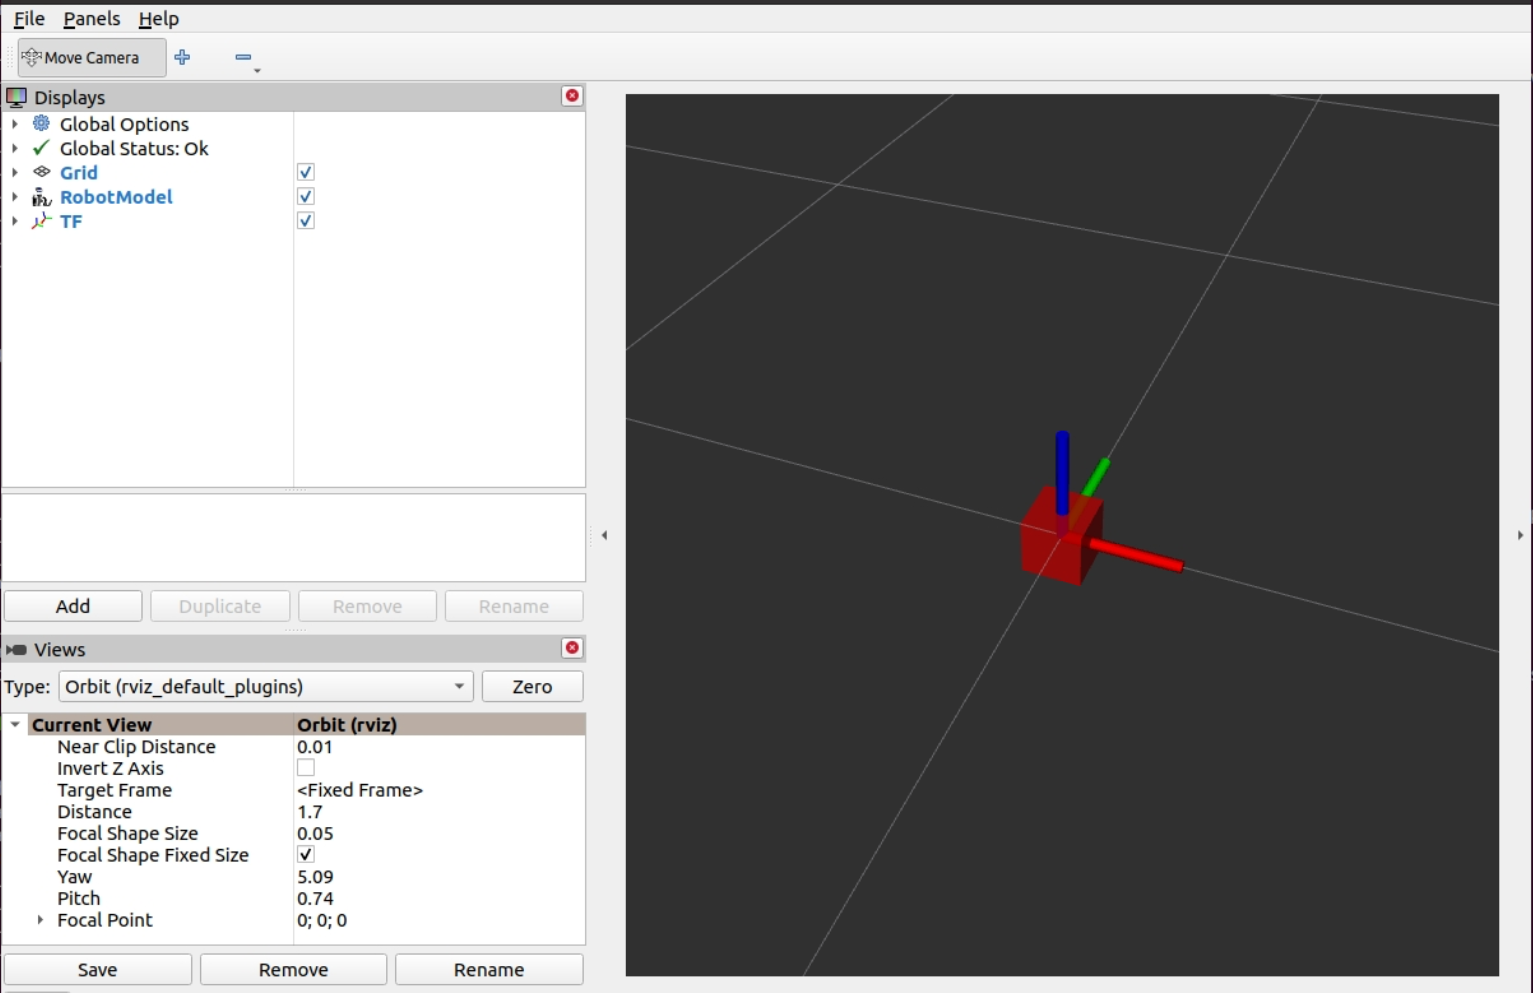 File Panels Help
Move Camera
Displays
Global Options
Global Status: Ok
Grid
RobotModel
TF
Add Duplicate Remove Rename
Views
Type: Orbit (rviz_default_plugins) Zero
Current View Orbit (rviz)
Near Clip Distance 0.01
Invert Z Axis
Target Frame <Fixed Frame>
Distance 1.7
Focal Shape Size 0.05
Focal Shape Fixed Size
Yaw 5.09
Pitch 0.74
Focal Point 0; 0; 0
Save Remove Rename